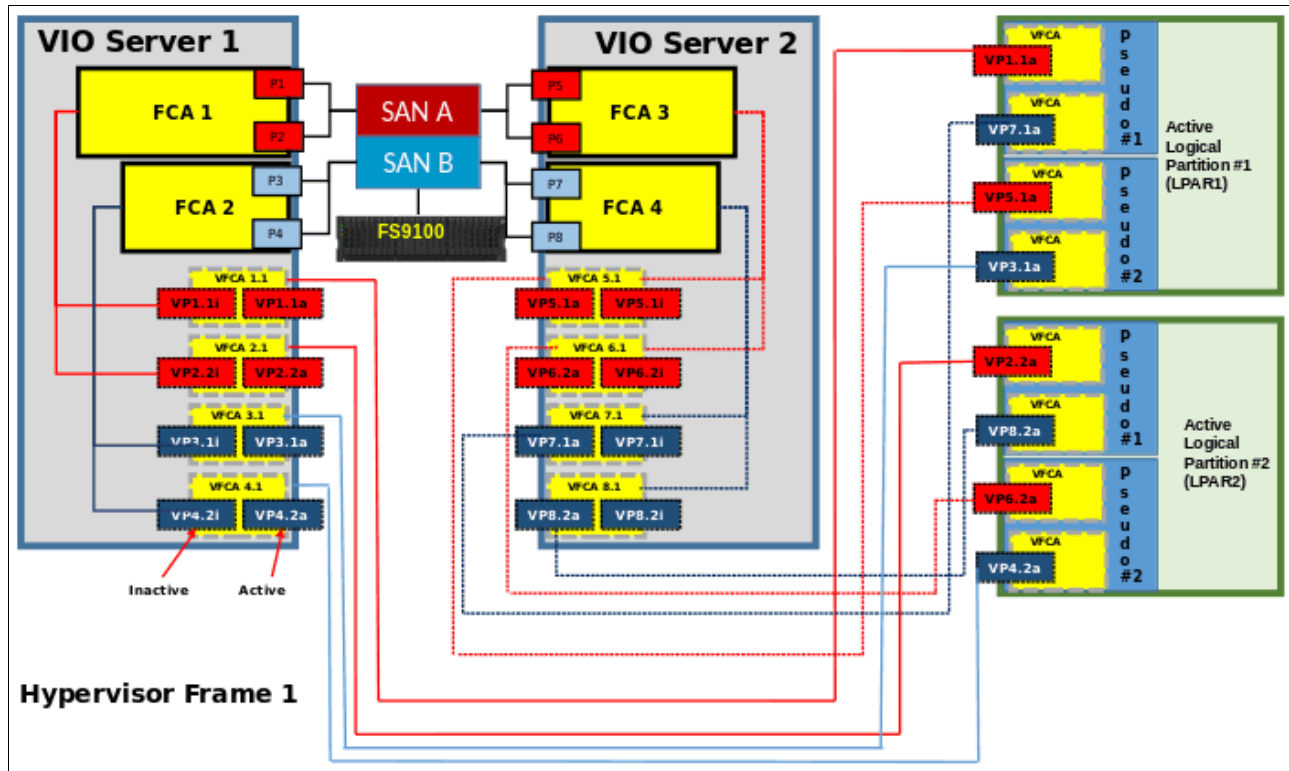 VIO Server 1
FCA 1
P1
P2
FCA 2
P3
P4
SAN A
SAN B
FS9100
VIO Server 2
P5
FCA 3
P6
P7
FCA 4
P8
VFCA 1.1
VP1.1i
VP1.1a
VFCA 2.1
VP2.2i
VP2.2a
VFCA 3.1
VP3.1i
VP3.1a
VFCA 4.1
VP4.2i
VP4.2a
Inactive
Active
VFCA 5.1
VP5.1a
VP5.1i
VFCA 6.1
VP6.2a
VP6.2i
VFCA 7.1
VP7.1a
VP7.1i
VFCA 8.1
VP8.2a
VP8.2i
VFCA
VP1.1a
VFCA
VP7.1a
pseudo #1
VFCA
VP5.1a
VFCA
VP3.1a
pseudo #2
Active
Logical
Partition #1
(LPAR1)
VFCA
VP2.2a
VFCA
VP8.2a
pseudo #1
VFCA
VP6.2a
VFCA
VP4.2a
pseudo #2
Active
Logical
Partition #2
(LPAR2)
Hypervisor Frame 1